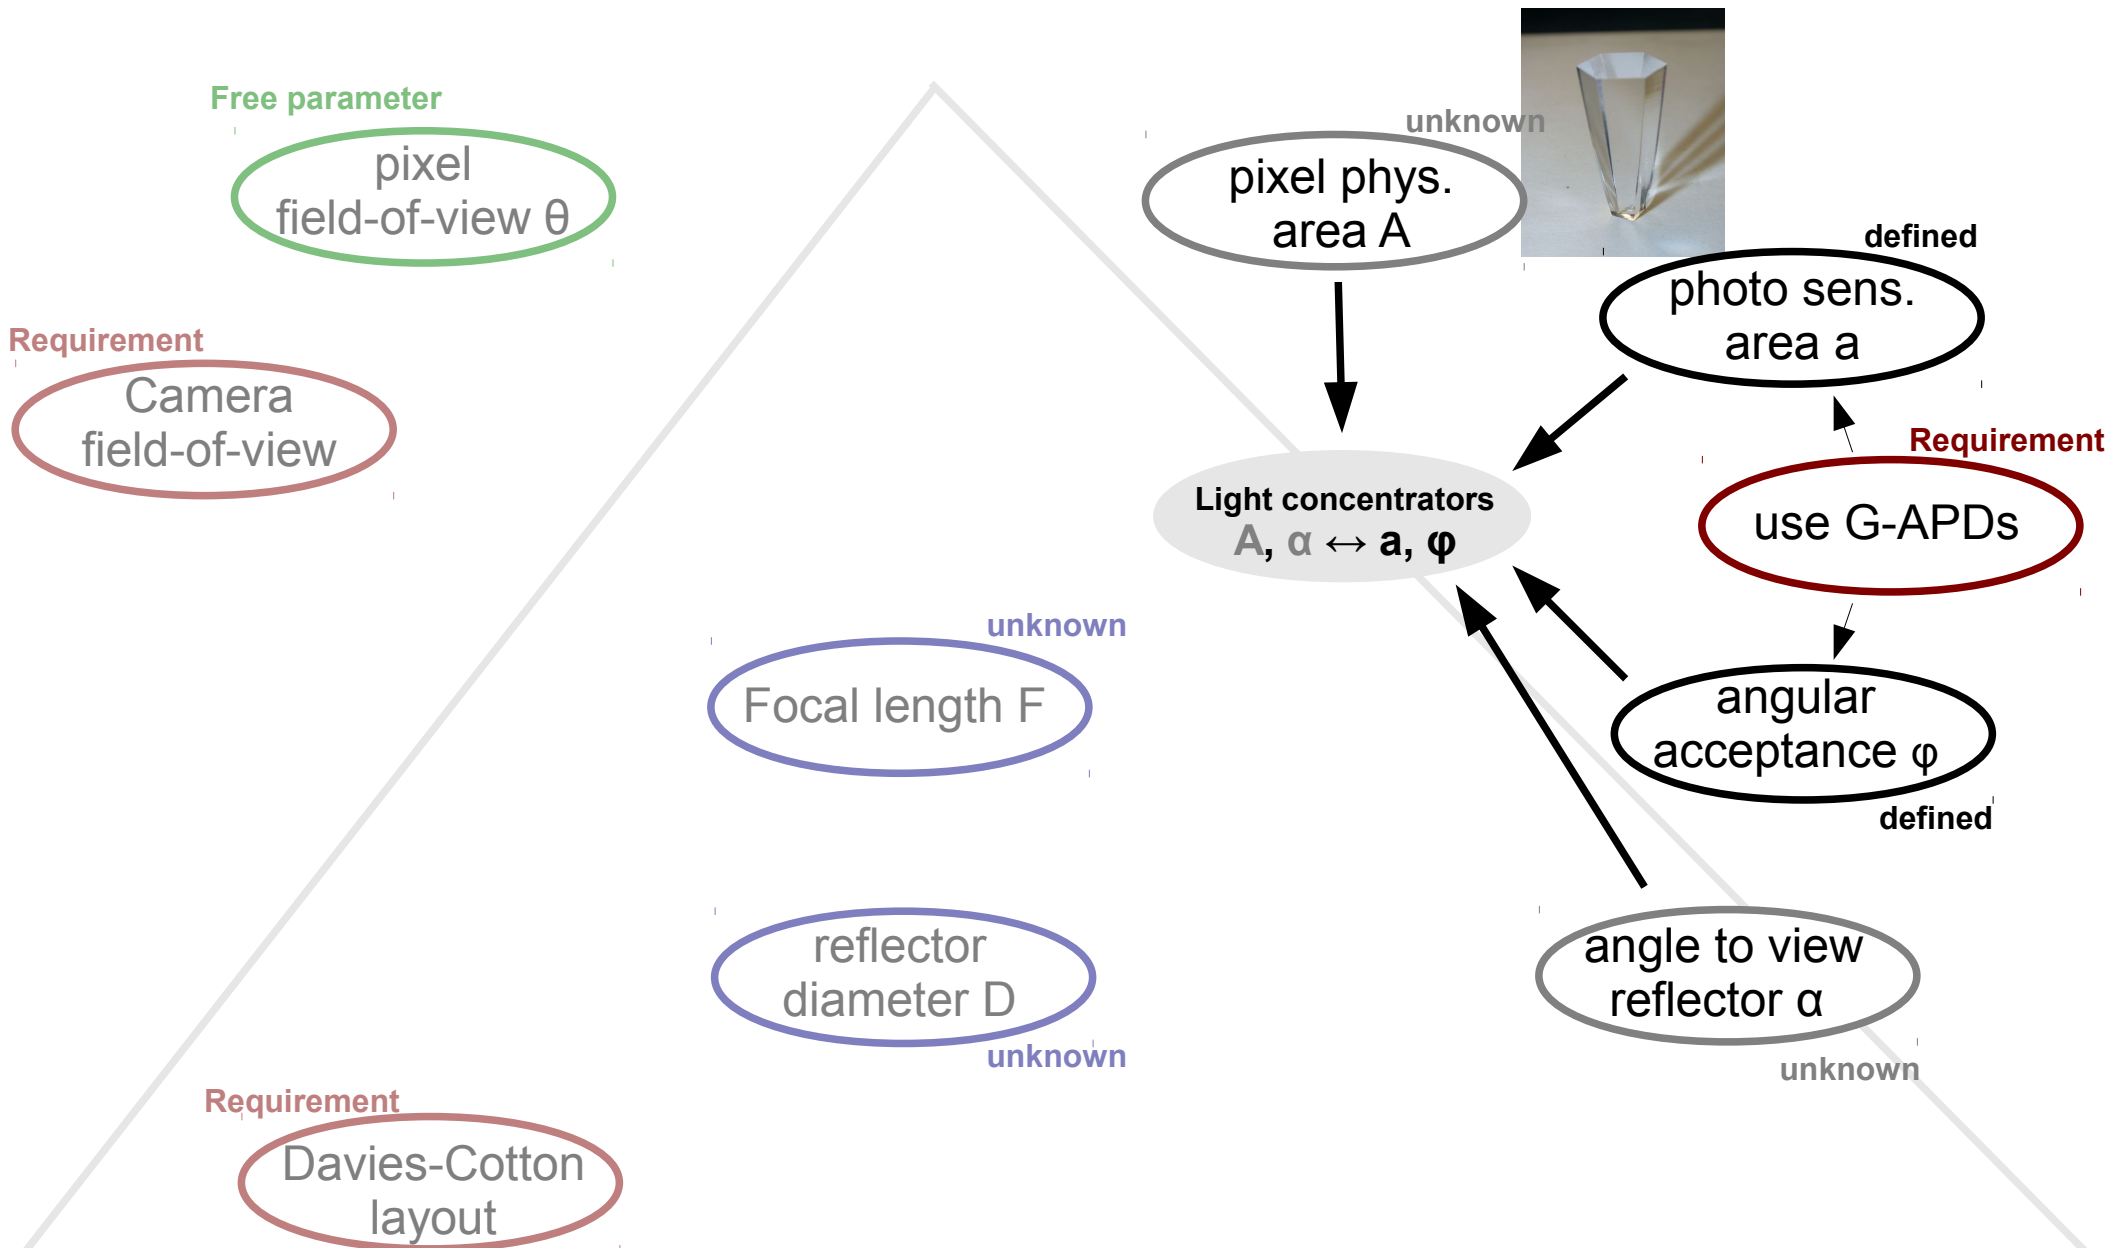 Free parameter
pixel
field-of-view θ
Requirement
Camera
field-of-view
unknown
pixel phys.
area A
defined
photo sens.
area a
Requirement
use G-APDs
Light concentrators
A, α ↔ a, φ
unknown
Focal length F
angular
acceptance φ
defined
reflector
diameter D
unknown
angle to view
reflector α
unknown
Requirement
Davies-Cotton
layout